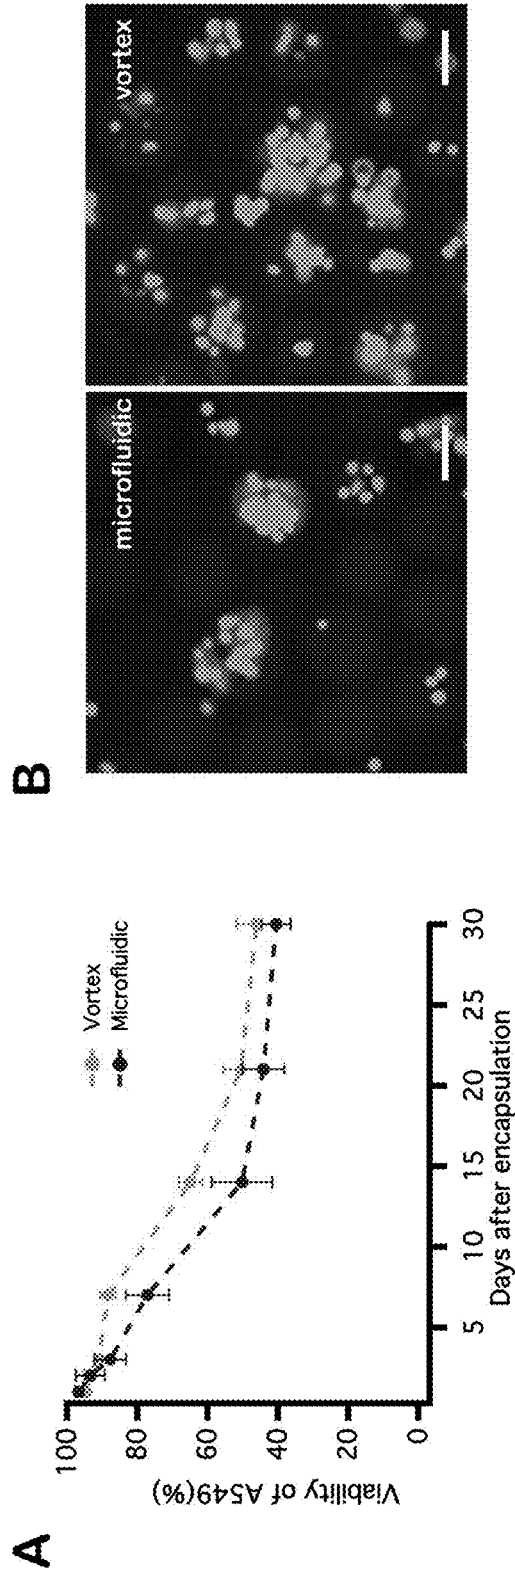 A
Viability of A549(%)
100
80
60
40
20
0
5
10
15
20
25
30
Days after encapsulation
Vortex
Microfluidic
B
microfluidic
vortex